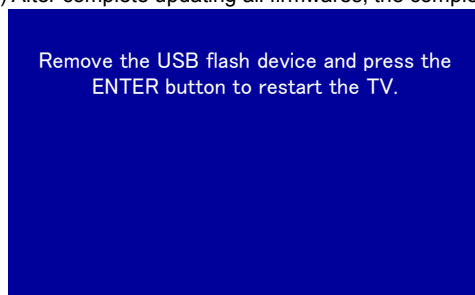 ) After complete updating all firmwares, the comple
Remove the USB flash device and press the
ENTER button to restart the TV.